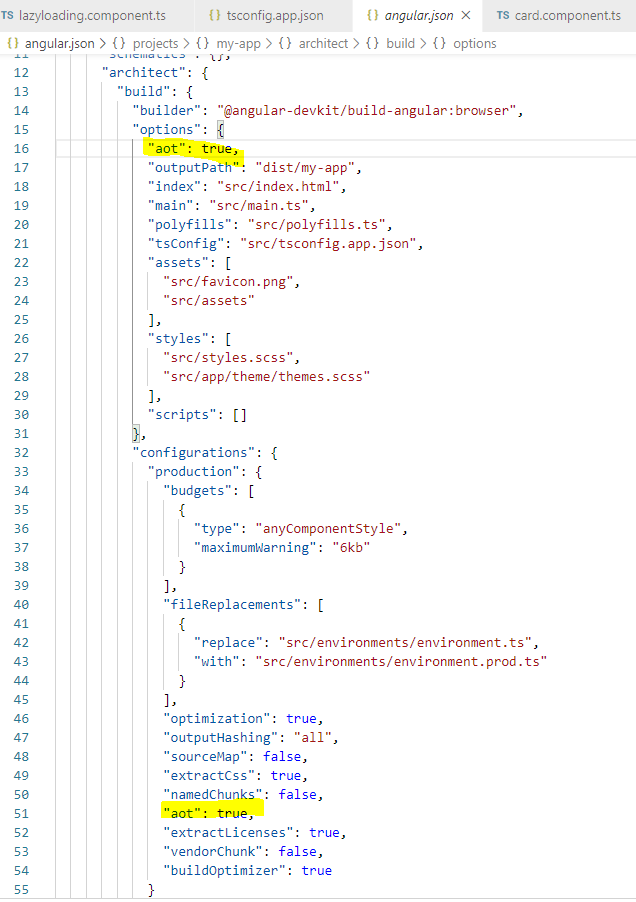 TS lazyloading.component.ts
{} tsconfig.app.json
{} angular.json ×
TS card.component.ts
{} angular.json > {} projects > {} my-app > {} architect > {} build > {} options
11 "schematics": {},
12 "architect": {
13 "build": {
14 "builder": "@angular-devkit/build-angular:browser",
15 "options": {
16 "aot": true,
17 "outputPath": "dist/my-app",
18 "index": "src/index.html",
19 "main": "src/main.ts",
20 "polyfills": "src/polyfills.ts",
21 "tsConfig": "src/tsconfig.app.json",
22 "assets": [
23 "src/favicon.png",
24 "src/assets"
25 ],
26 "styles": [
27 "src/styles.scss",
28 "src/app/theme/themes.scss"
29 ],
30 "scripts": []
31 },
32 "configurations": {
33 "production": {
34 "budgets": [
35 {
36 "type": "anyComponentStyle",
37 "maximumWarning": "6kb"
38 }
39 ],
40 "fileReplacements": [
41 {
42 "replace": "src/environments/environment.ts",
43 "with": "src/environments/environment.prod.ts"
44 }
45 ],
46 "optimization": true,
47 "outputHashing": "all",
48 "sourceMap": false,
49 "extractCss": true,
50 "namedChunks": false,
51 "aot": true,
52 "extractLicenses": true,
53 "vendorChunk": false,
54 "buildOptimizer": true
55 }